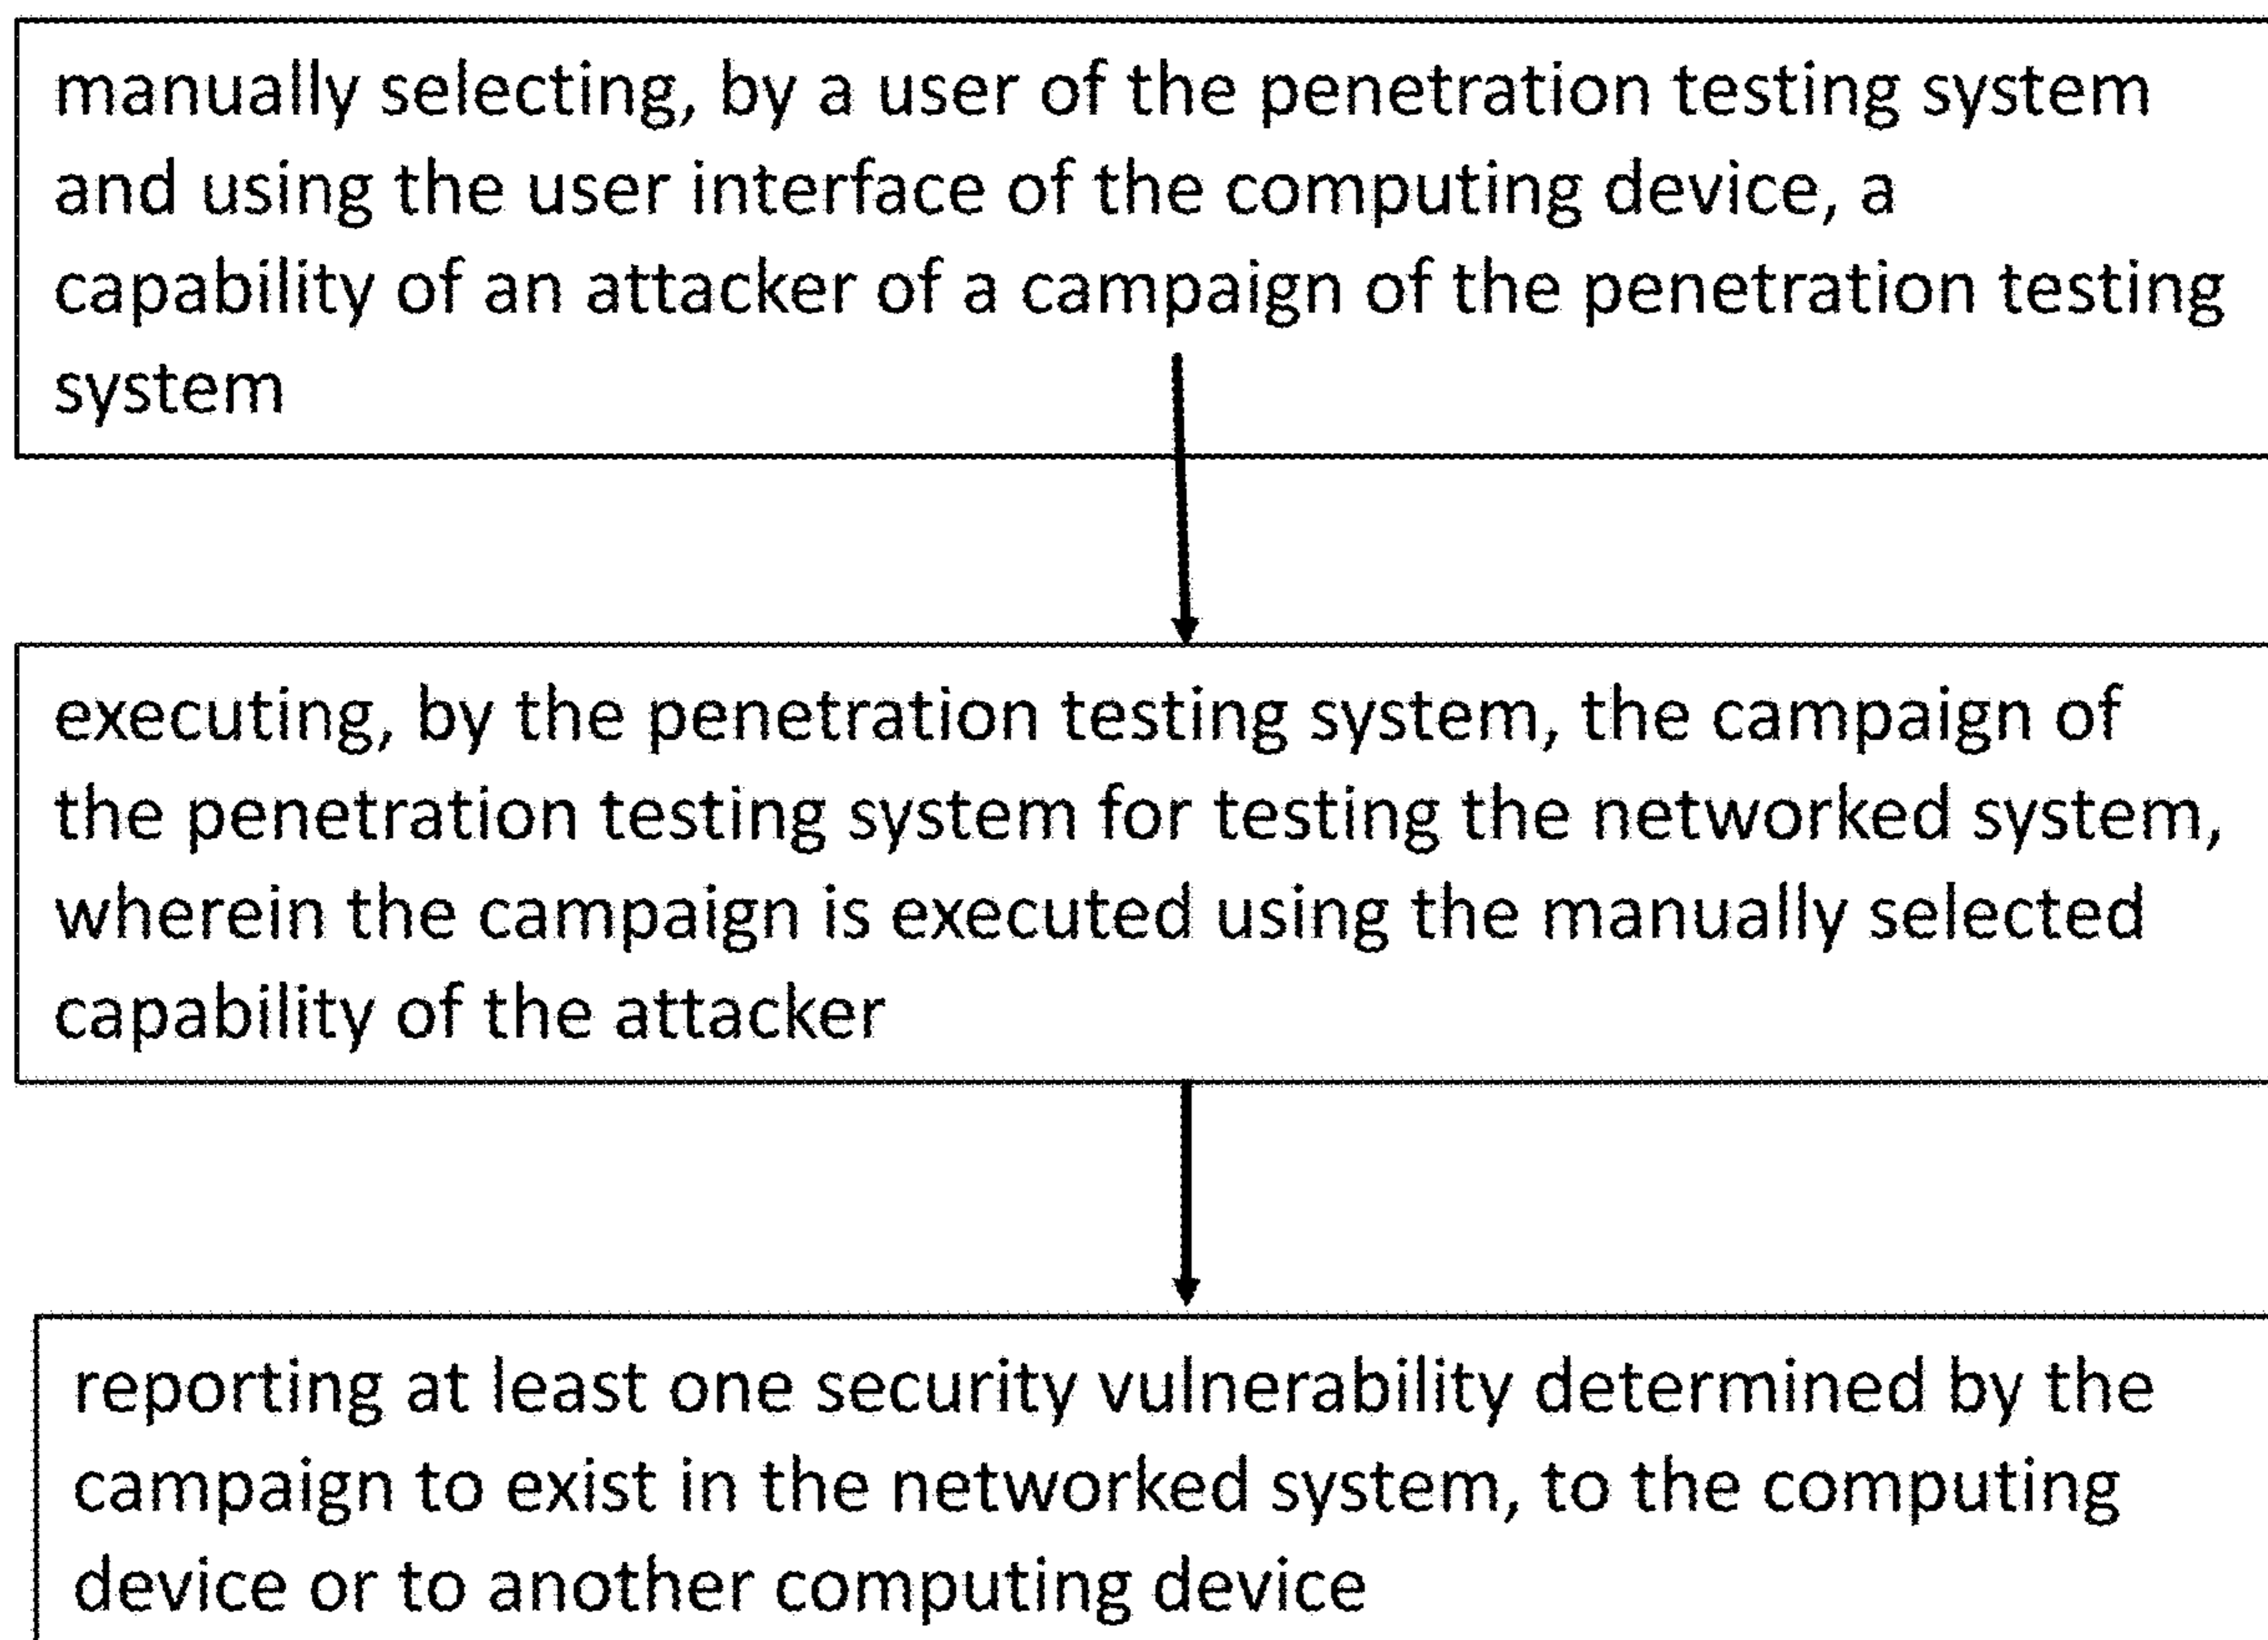 manually selecting, by a user of the penetration testing system
and using the user interface of the computing device, a
capability of an attacker of a campaign of the penetration testing
system
executing, by the penetration testing system, the campaign of
the penetration testing system for testing the networked system,
wherein the campaign is executed using the manually selected
capability of the attacker
reporting at least one security vulnerability determined by the
campaign to exist in the networked system, to the computing
device or to another computing device